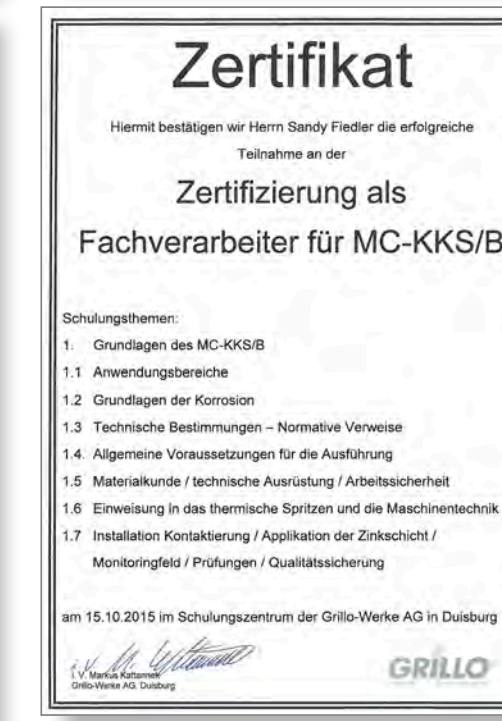 Zertifikat
Hiermit bestätigen wir Herrn Sandy Fiedler die erfolgreiche
Teilnahme an der
Zertifizierung als
Fachverarbeiter für MC-KKS/B
Schulungsthemen:
1. Grundlagen des MC-KKS/B
1.1 Anwendungsbereiche
1.2 Grundlagen der Korrosion
1.3 Technische Bestimmungen – Normative Verweise
1.4. Allgemeine Voraussetzungen für die Ausführung
1.5 Materialkunde / technische Ausrüstung / Arbeitssicherheit
1.6 Einweisung in das thermische Spritzen und die Maschinentechnik
1.7 Installation Kontaktierung / Applikation der Zinkschicht /
Monitoringfeld / Prüfungen / Qualitätssicherung
am 15.10.2015 im Schulungszentrum der Grillo-Werke AG in Duisburg
i. V. Markus Kattannek
Grillo-Werke AG, Duisburg
GRILLO